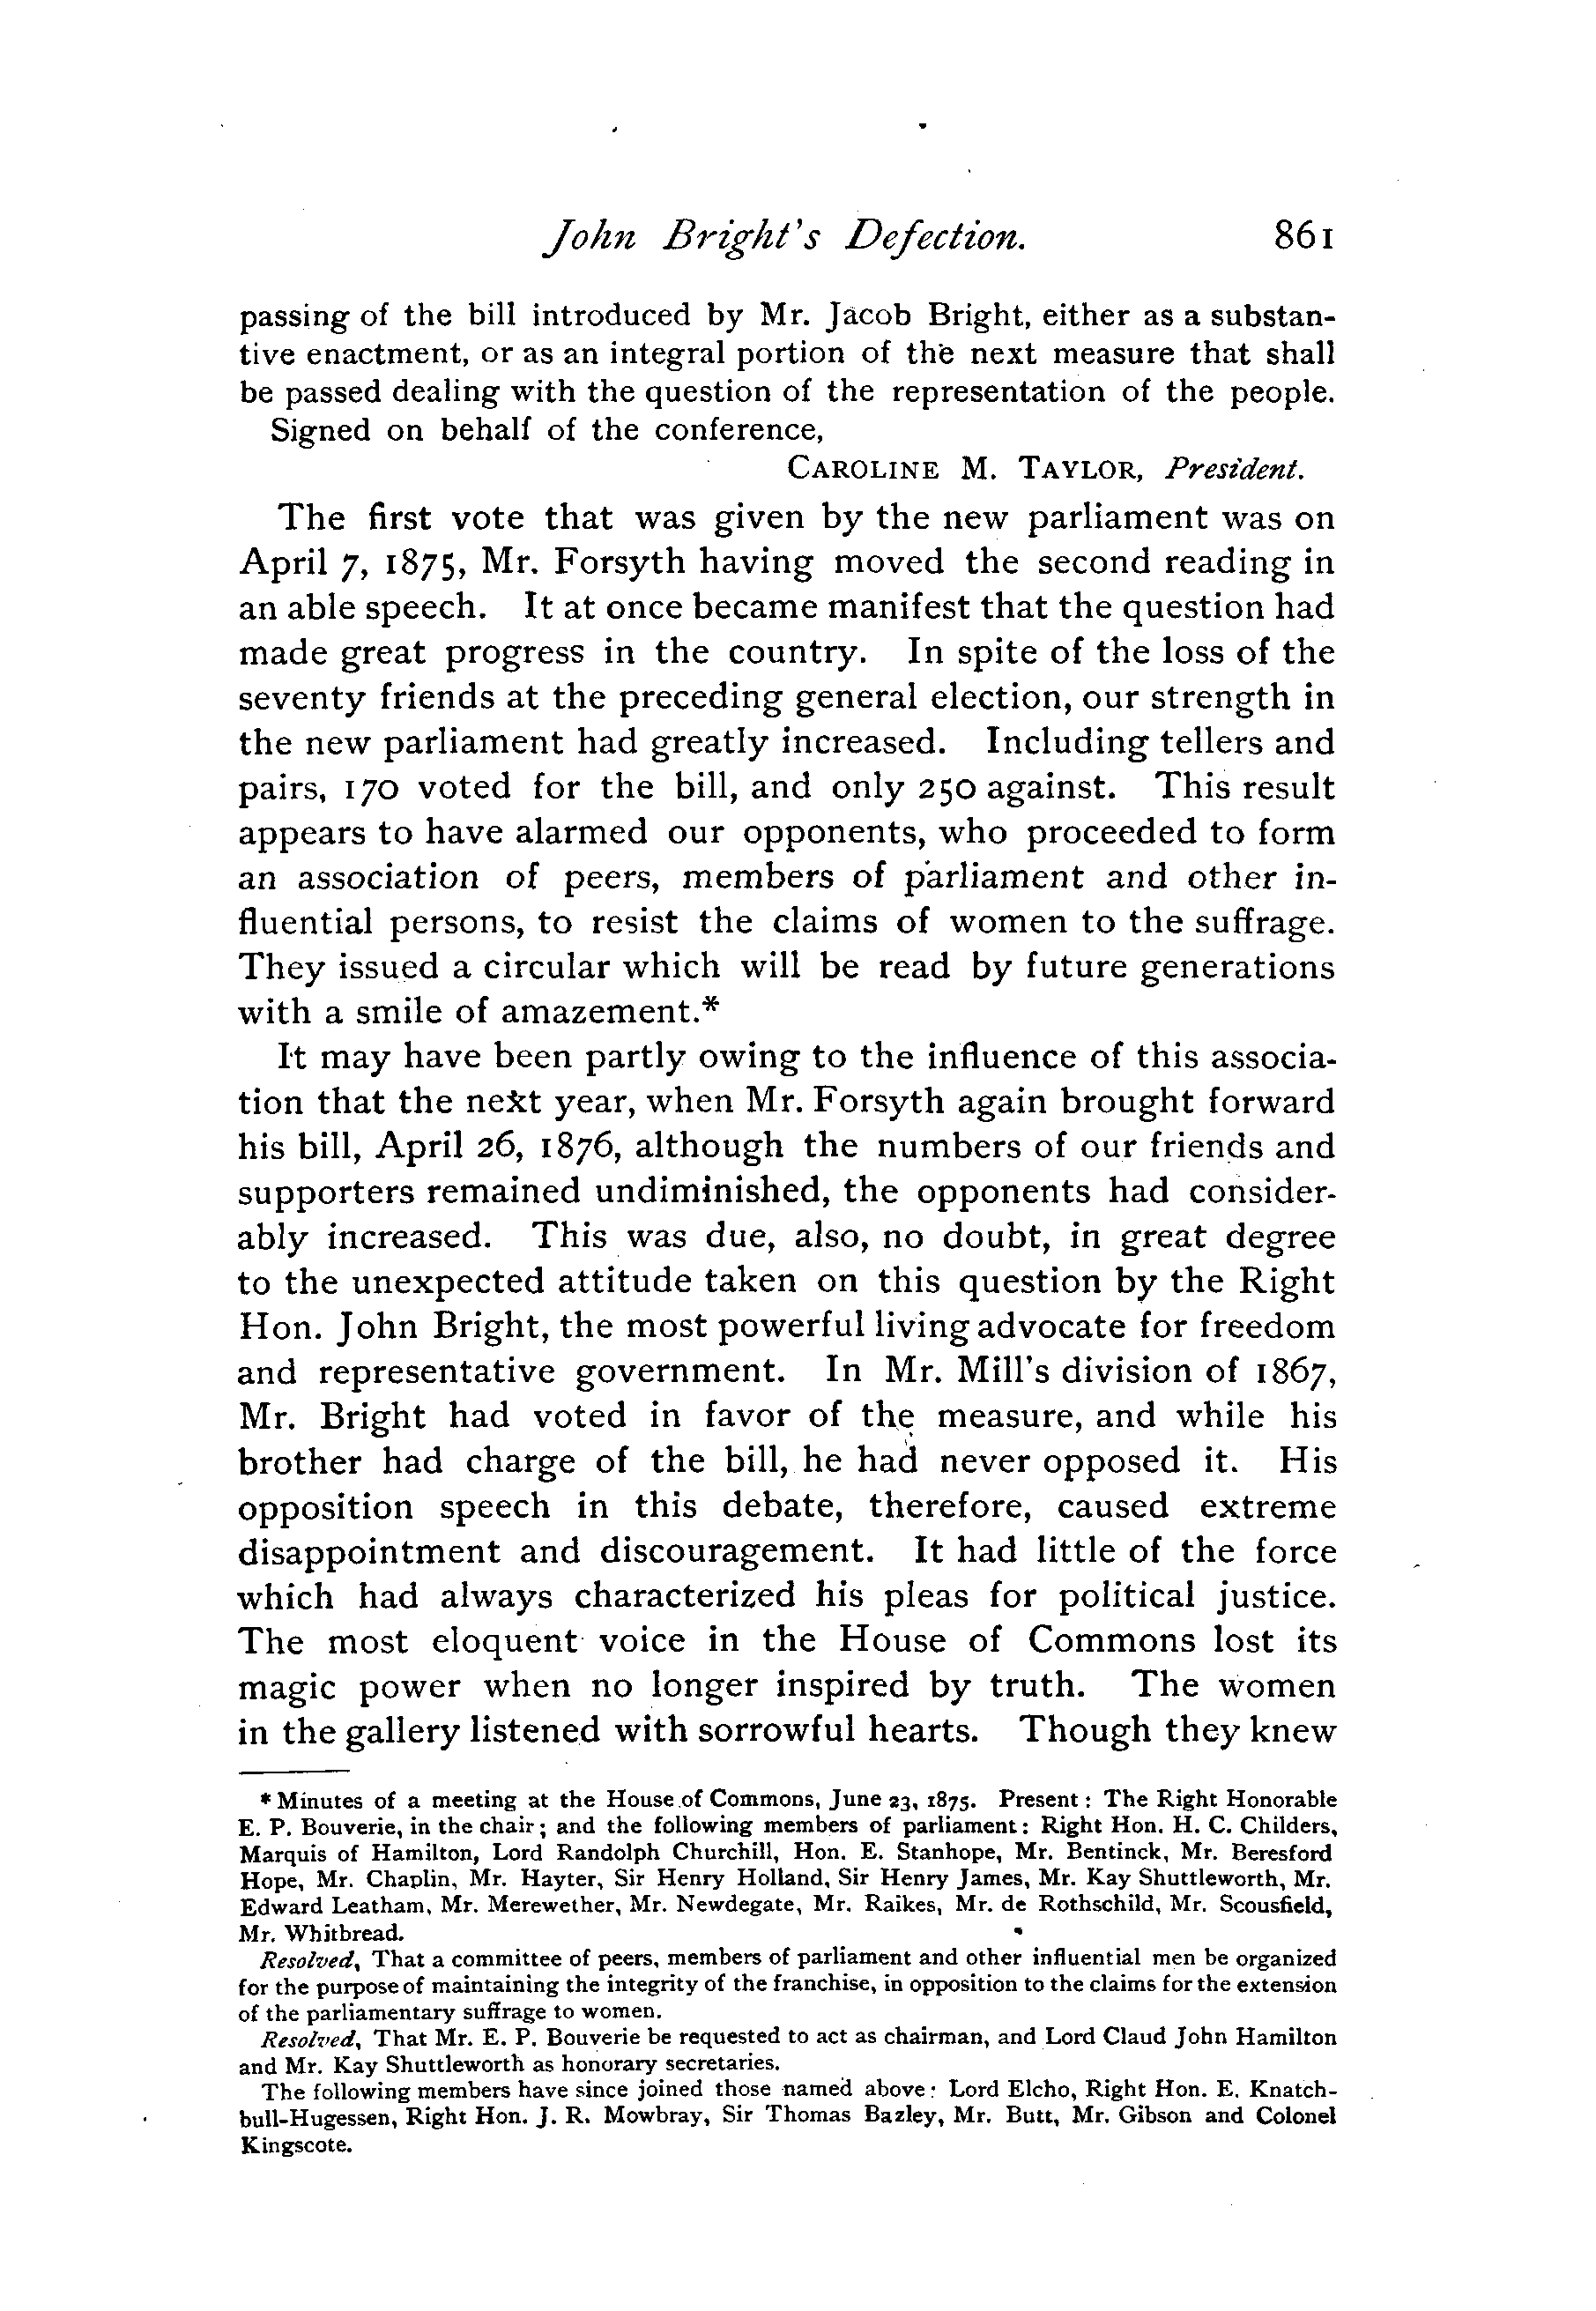 John Bright's Defection. 861
passing of the bill introduced by Mr. Jacob Bright, either as a substan-
tive enactment, or as an integral portion of the next measure that shall
be passed dealing with the question of the representation of the people.
Signed on behalf of the conference,
CAROLINE M. TAYLOR, President.
The first vote that was given by the new parliament was on
April 7, 1875, Mr. Forsyth having moved the second reading in
an able speech. It at once became manifest that the question had
made great progress in the country. In spite of the loss of the
seventy friends at the preceding general election, our strength in
the new parliament had greatly increased. Including tellers and
pairs, 170 voted for the bill, and only 250 against. This result
appears to have alarmed our opponents, who proceeded to form
an association of peers, members of parliament and other in-
fluential persons, to resist the claims of women to the suffrage.
They issued a circular which will be read by future generations
with a smile of amazement.*
It may have been partly owing to the influence of this associa-
tion that the next year, when Mr. Forsyth again brought forward
his bill, April 26, 1876, although the numbers of our friends and
supporters remained undiminished, the opponents had consider-
ably increased. This was due, also, no doubt, in great degree
to the unexpected attitude taken on this question by the Right
Hon. John Bright, the most powerful living advocate for freedom
and representative government. In Mr. Mill's division of 1867,
Mr. Bright had voted in favor of the measure, and while his
brother had charge of the bill, he had never opposed it. His
opposition speech in this debate, therefore, caused extreme
disappointment and discouragement. It had little of the force
which had always characterized his pleas for political justice.
The most eloquent voice in the House of Commons lost its
magic power when no longer inspired by truth. The women
in the gallery listened with sorrowful hearts. Though they knew
* Minutes of a meeting at the House of Commons, June 23, 1875. Present: The Right Honorable
E. P. Bouverie, in the chair; and the following members of parliament: Right Hon. H. C. Childers,
Marquis of Hamilton, Lord Randolph Churchill, Hon. E. Stanhope, Mr. Bentinck, Mr. Beresford
Hope, Mr. Chaplin, Mr. Hayter, Sir Henry Holland, Sir Henry James, Mr. Kay Shuttleworth, Mr.
Edward Leatham, Mr. Merewether, Mr. Newdegate, Mr. Raikes, Mr. de Rothschild, Mr. Scousfield,
Mr. Whitbread.
Resolved, That a committee of peers, members of parliament and other influential men be organized
for the purpose of maintaining the integrity of the franchise, in opposition to the claims for the extension
of the parliamentary suffrage to women.
Resolved, That Mr. E. P. Bouverie be requested to act as chairman, and Lord Claud John Hamilton
and Mr. Kay Shuttleworth as honorary secretaries.
The following members have since joined those named above: Lord Elcho, Right Hon. E. Knatch-
bull-Hugessen, Right Hon. J. R. Mowbray, Sir Thomas Bazley, Mr. Butt, Mr. Gibson and Colonel
Kingscote.